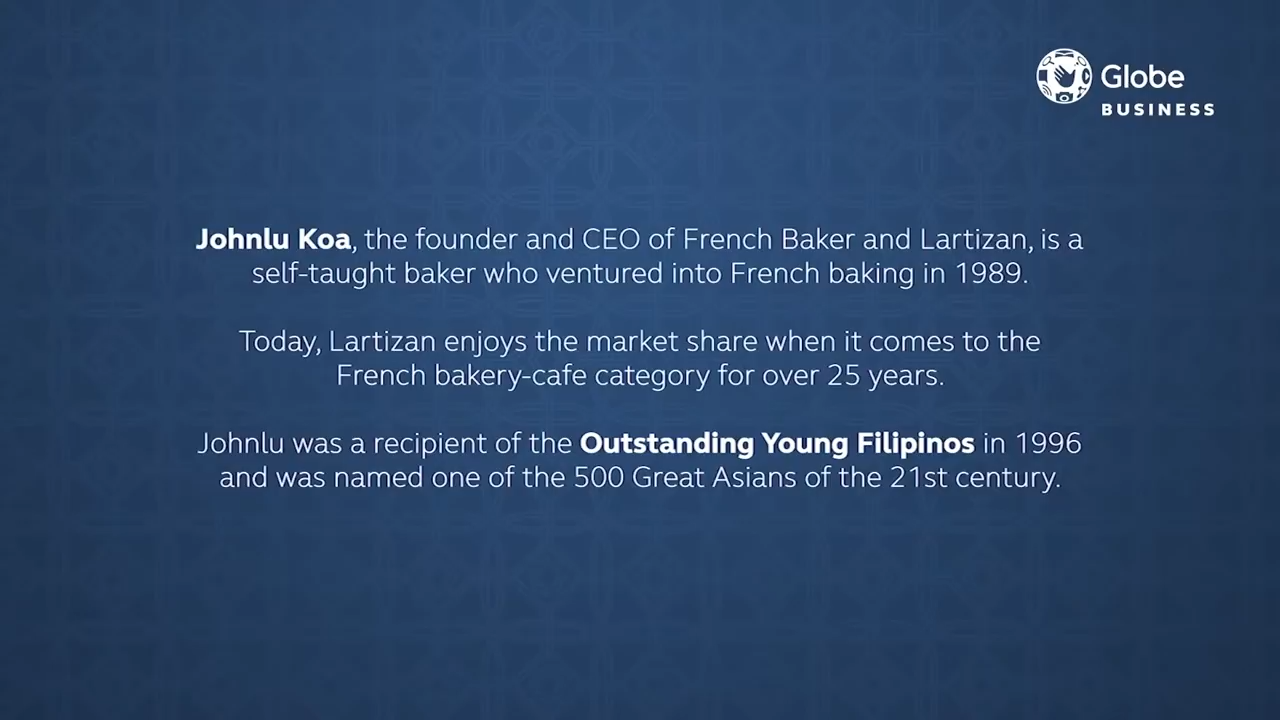 Globe
BUSINESS
Johnlu Koa, the founder and CEO of French Baker and Lartizan, is a
self-taught baker who ventured into French baking in 1989.
Today, Lartizan enjoys the market share when it comes to the
French bakery-cafe category for over 25 years.
Johnlu was a recipient of the Outstanding Young Filipinos in 1996
and was named one of the 500 Great Asians of the 21st century.